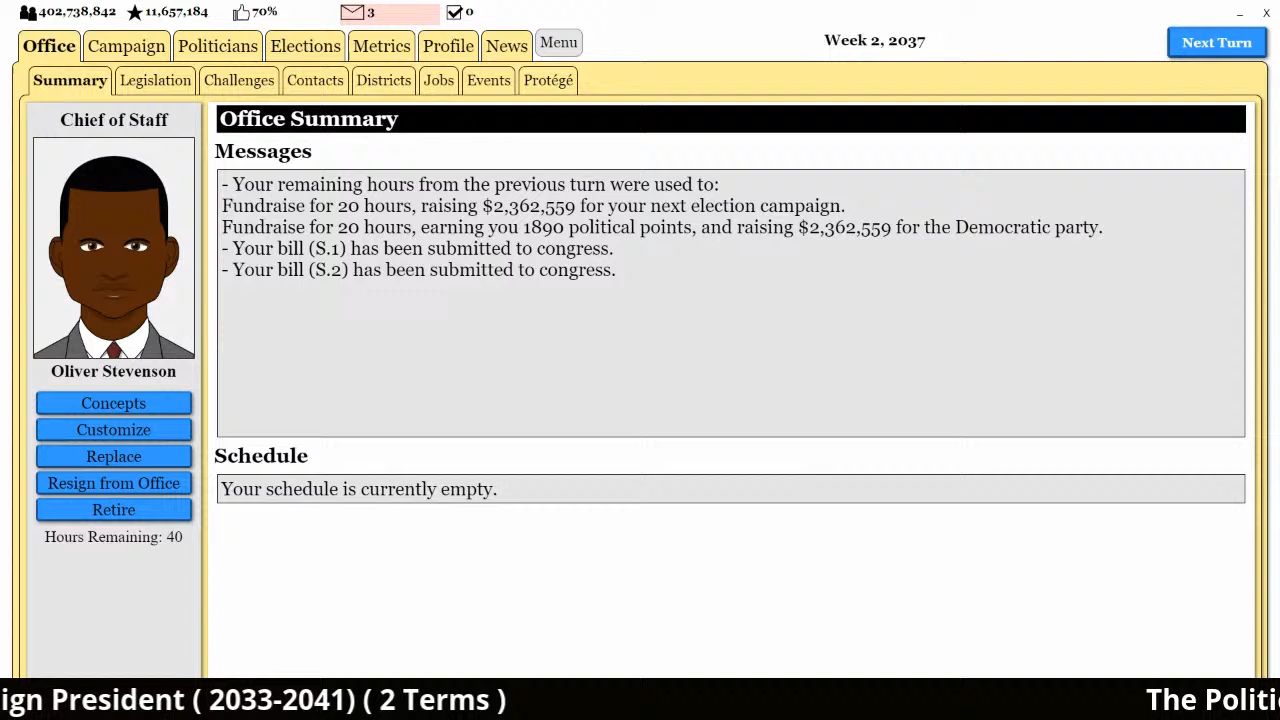 402,738,842 11,657,184 70% 3 0
_ X
Office Campaign Politicians Elections Metrics Profile News Menu
Week 2, 2037
Next Turn
Summary Legislation Challenges Contacts Districts Jobs Events Protégé
Chief of Staff
Oliver Stevenson
Concepts
Customize
Replace
Resign from Office
Retire
Hours Remaining: 40
Office Summary
Messages
- Your remaining hours from the previous turn were used to:
Fundraise for 20 hours, raising $2,362,559 for your next election campaign.
Fundraise for 20 hours, earning you 1890 political points, and raising $2,362,559 for the Democratic party.
- Your bill (S.1) has been submitted to congress.
- Your bill (S.2) has been submitted to congress.
Schedule
Your schedule is currently empty.
ign President ( 2033-2041) ( 2 Terms ) The Politi